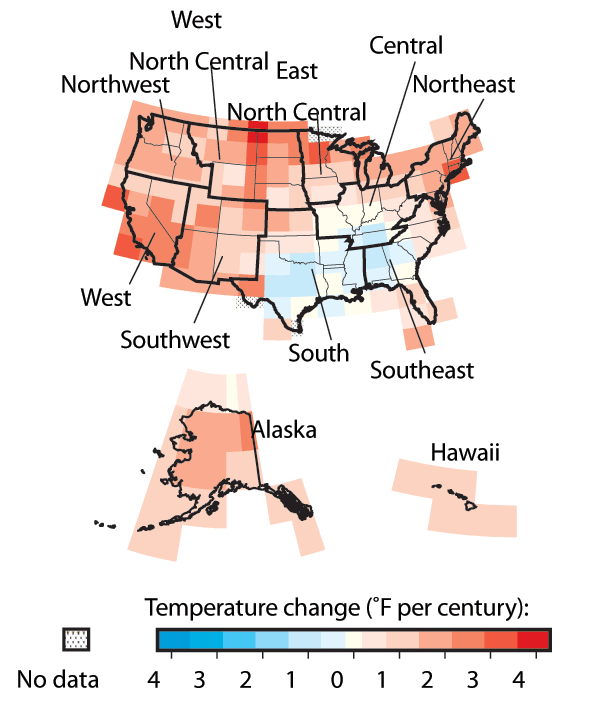 West
North Central
Northwest
East
North Central
Central
Northeast
West
Southwest
South
Southeast
Alaska
Hawaii
Temperature change (˚F per century):
No data
4 3 2 1 0 1 2 3 4